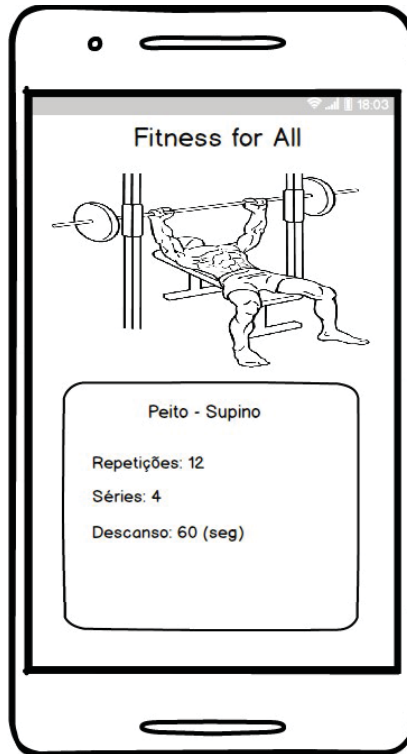 18:03
Fitness for All
Peito - Supino
Repetições: 12
Séries: 4
Descanso: 60 (seg)